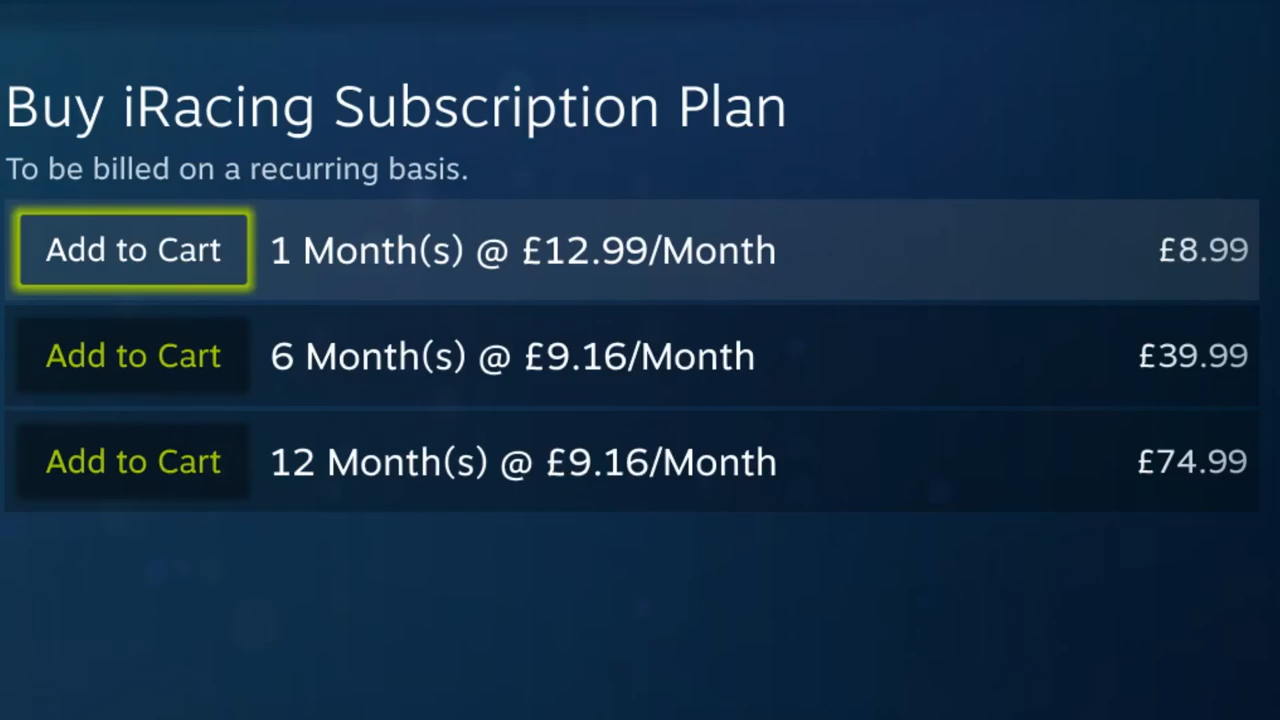 Buy iRacing Subscription Plan
To be billed on a recurring basis.
Add to Cart 1 Month(s) @ £12.99/Month £8.99
Add to Cart 6 Month(s) @ £9.16/Month £39.99
Add to Cart 12 Month(s) @ £9.16/Month £74.99